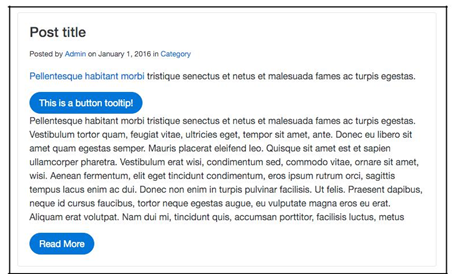 Post title
Posted by Admin on January 1, 2016 in Category
Pellentesque habitant morbi tristique senectus et netus et malesuada fames ac turpis egestas.
This is a button tooltip!
Pellentesque habitant morbi tristique senectus et netus et malesuada fames ac turpis egestas.
Vestibulum tortor quam, feugiat vitae, ultricies eget, tempor sit amet, ante. Donec eu libero sit
amet quam egestas semper. Mauris placerat eleifend leo. Quisque sit amet est et sapien
ullamcorper pharetra. Vestibulum erat wisi, condimentum sed, commodo vitae, ornare sit amet,
wisi. Aenean fermentum, elit eget tincidunt condimentum, eros ipsum rutrum orci, sagittis
tempus lacus enim ac dui. Donec non enim in turpis pulvinar facilisis. Ut felis. Praesent dapibus,
neque id cursus faucibus, tortor neque egestas augue, eu vulputate magna eros eu erat.
Aliquam erat volutpat. Nam dui mi, tincidunt quis, accumsan porttitor, facilisis luctus, metus
Read More